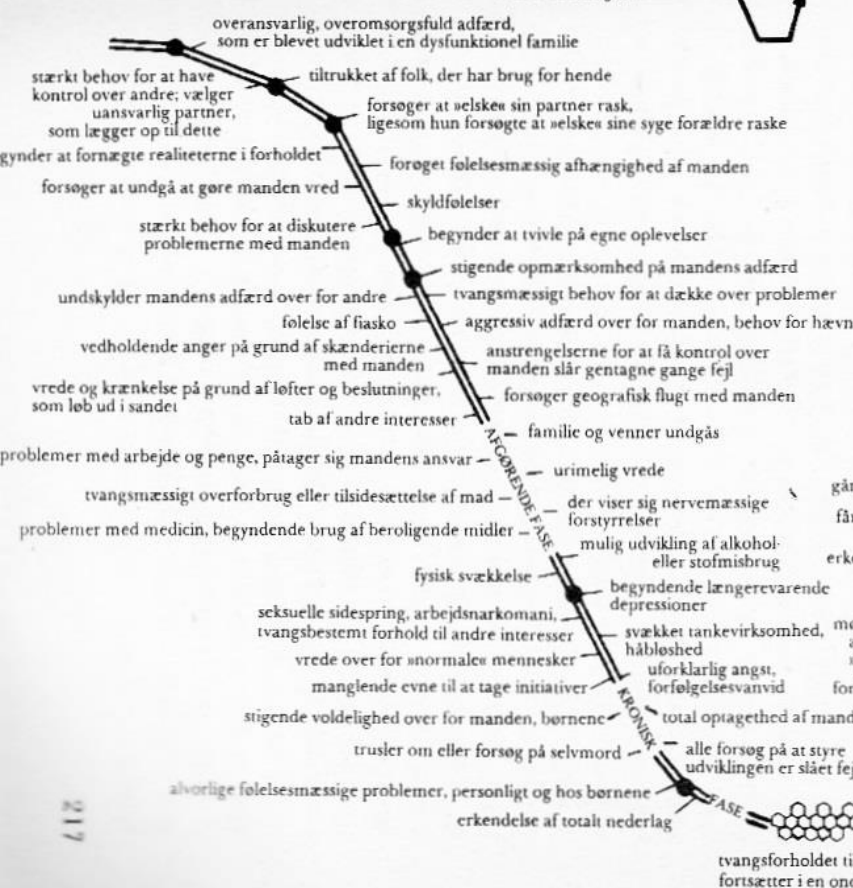 overansvarlig, overomsorgsfuld adfærd,
som er blevet udviklet i en dysfunktionel familie
stærkt behov for at have
kontrol over andre; vælger
uansvarlig partner,
som lægger op til dette
tiltrukket af folk, der har brug for hende
forsøger at »elske« sin partner rask,
ligesom hun forsøgte at »elske« sine syge forældre raske
gynder at fornægte realiteterne i forholdet
forøget følelsesmæssig afhængighed af manden
forsøger at undgå at gøre manden vred
skyldfølelser
stærkt behov for at diskutere
problemerne med manden
begynder at tvivle på egne oplevelser
stigende opmærksomhed på mandens adfærd
undskylder mandens adfærd over for andre
tvangsmæssigt behov for at dække over problemer
følelse af fiasko
aggressiv adfærd over for manden, behov for hævn
vedholdende anger på grund af skænderierne
med manden
anstrengelserne for at få kontrol over
manden slår gentagne gange fejl
vrede og krænkelse på grund af løfter og beslutninger,
som løb ud i sandet
forsøger geografisk flugt med manden
tab af andre interesser
AFGØRENDE FASE
familie og venner undgås
problemer med arbejde og penge, påtager sig mandens ansvar
urimelig vrede
tvangsmæssigt overforbrug eller tilsidesættelse af mad
der viser sig nervemæssige
forstyrrelser
problemer med medicin, begyndende brug af beroligende midler
mulig udvikling af alkohol-
eller stofmisbrug
fysisk svækkelse
begyndende længerevarende
depressioner
seksuelle sidespring, arbejdsnarkomani,
tvangsbestemt forhold til andre interesser
svækket tankevirksomhed,
håbløshed
vrede over for »normale« mennesker
uforklarlig angst,
forfølgelsesvanvid
manglende evne til at tage initiativer
KRONISK
stigende voldelighed over for manden, børnene
total optagethed af mand
trusler om eller forsøg på selvmord
alle forsøg på at styre
udviklingen er slået fej
alvorlige følelsesmæssige problemer, personligt og hos børnene
FASE
erkendelse af totalt nederlag
tvangsforholdet ti
fortsætter i en ond
217